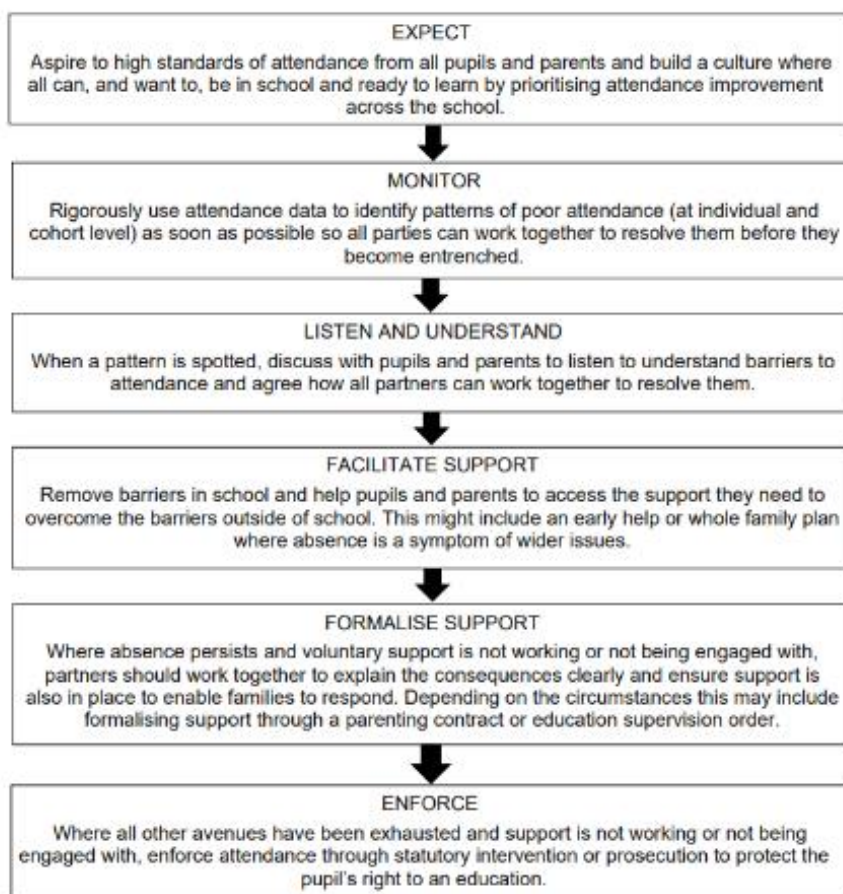 EXPECT
Aspire to high standards of attendance from all pupils and parents and build a culture where
all can, and want to, be in school and ready to learn by prioritising attendance improvement
across the school.
MONITOR
Rigorously use attendance data to identify patterns of poor attendance (at individual and
cohort level) as soon as possible so all parties can work together to resolve them before they
become entrenched.
LISTEN AND UNDERSTAND
When a pattern is spotted, discuss with pupils and parents to listen to understand barriers to
attendance and agree how all partners can work together to resolve them.
FACILITATE SUPPORT
Remove barriers in school and help pupils and parents to access the support they need to
overcome the barriers outside of school. This might include an early help or whole family plan
where absence is a symptom of wider issues.
FORMALISE SUPPORT
Where absence persists and voluntary support is not working or not being engaged with,
partners should work together to explain the consequences clearly and ensure support is
also in place to enable families to respond. Depending on the circumstances this may include
formalising support through a parenting contract or education supervision order.
ENFORCE
Where all other avenues have been exhausted and support is not working or not being
engaged with, enforce attendance through statutory intervention or prosecution to protect the
pupil's right to an education.